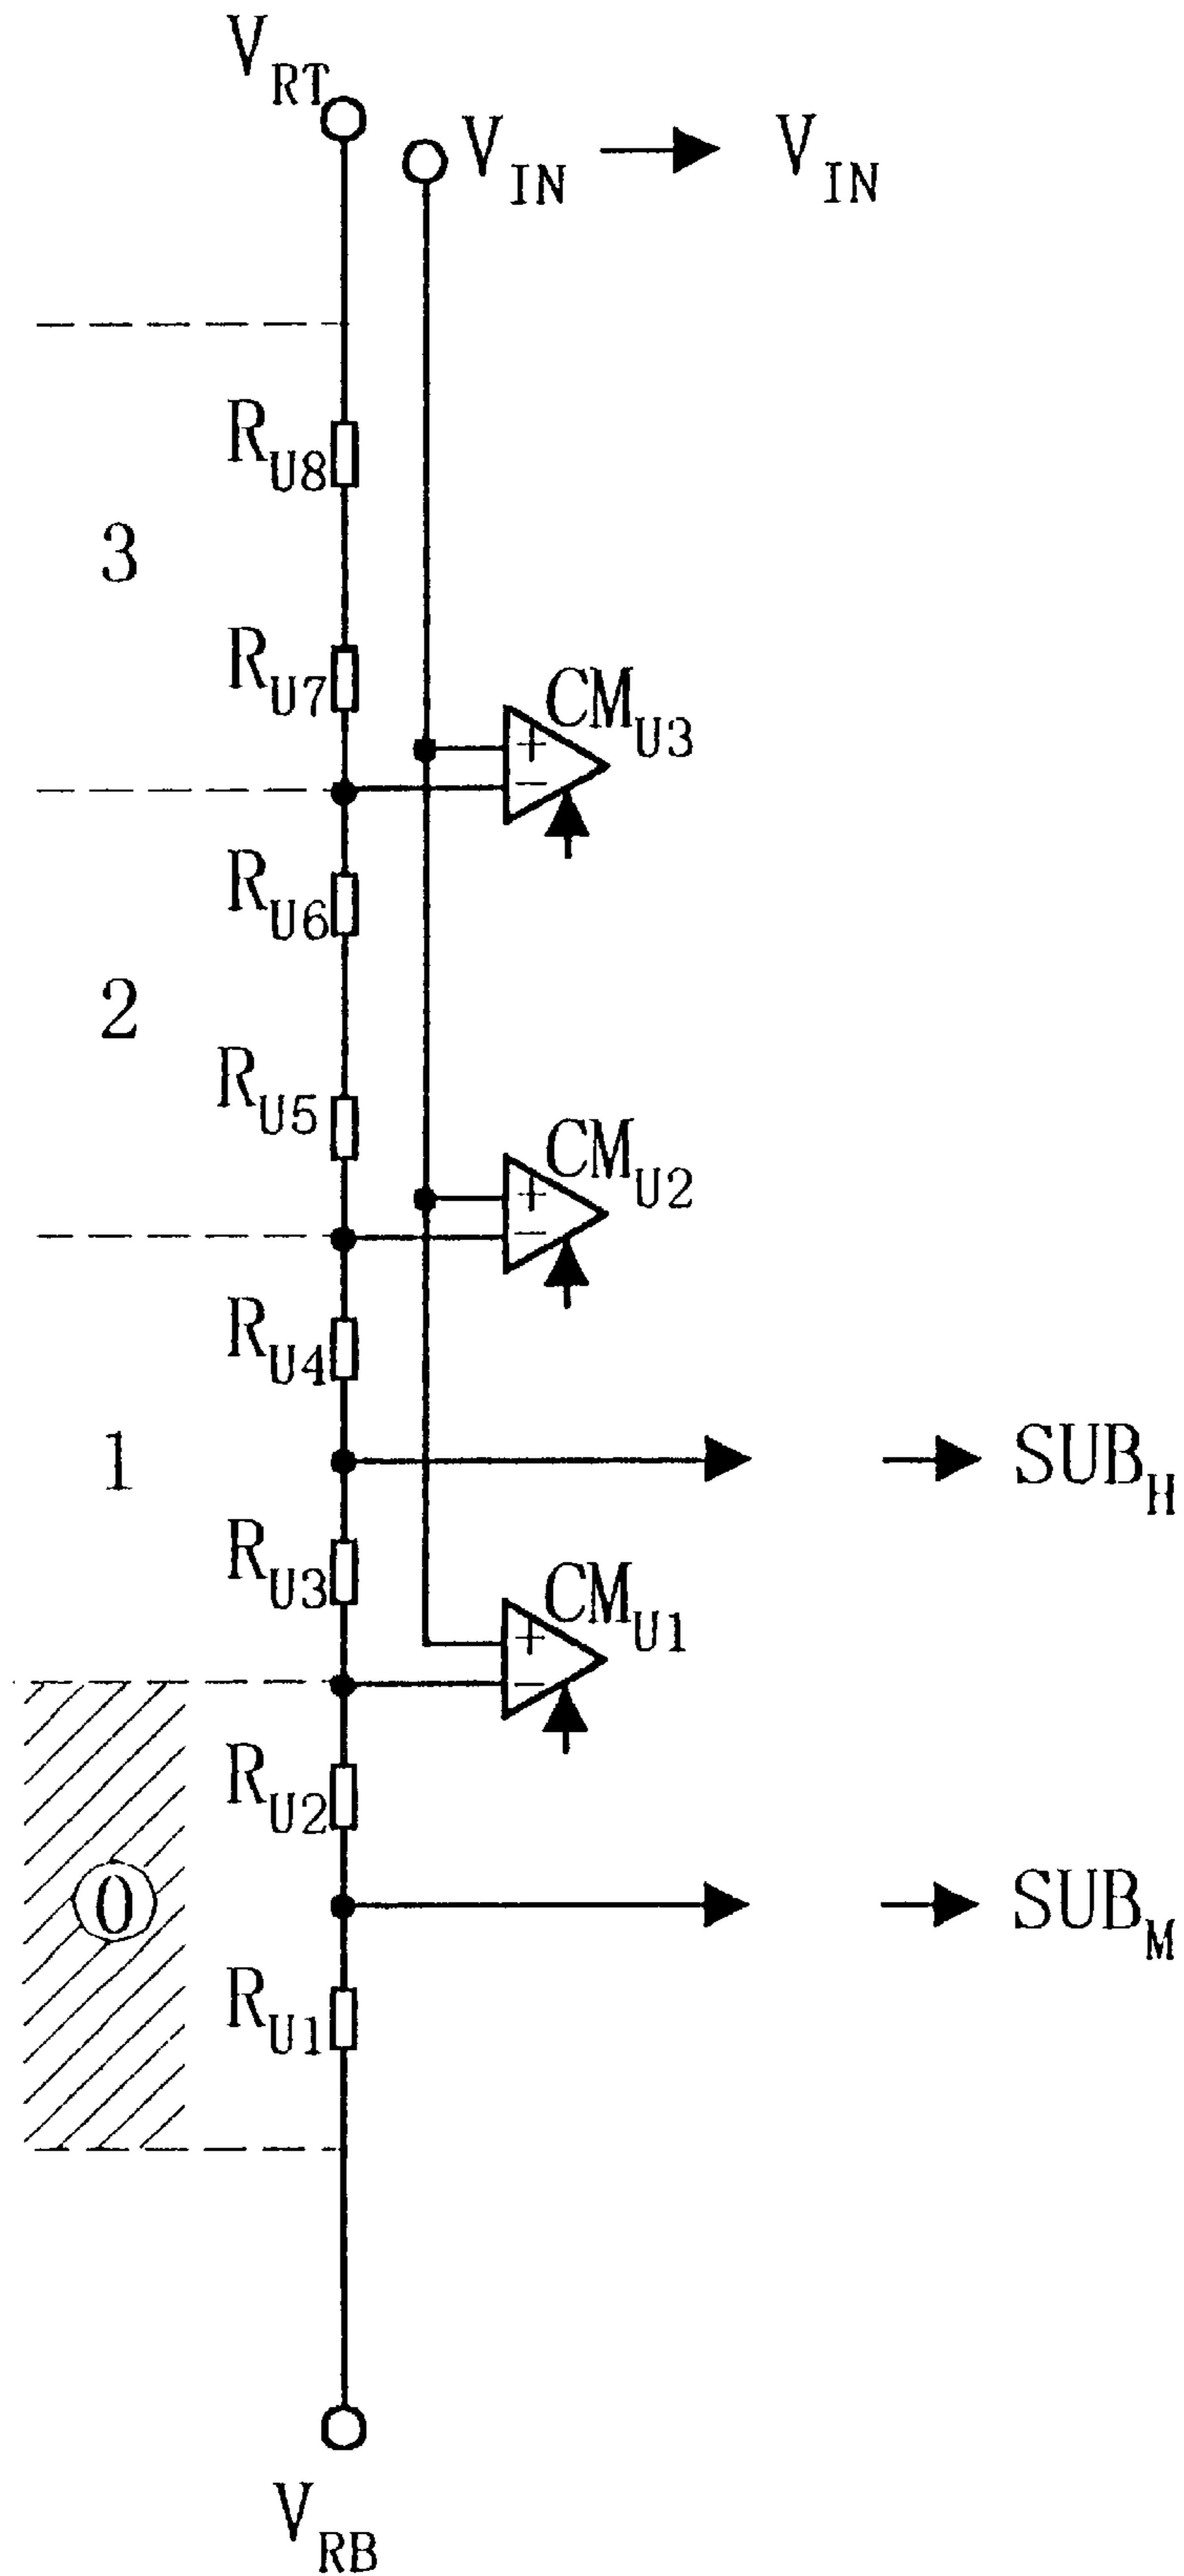 V_RT
V_IN → V_IN
R_U8
3
R_U7
CM_U3
+
−
R_U6
2
R_U5
CM_U2
+
−
R_U4
1
→ SUB_H
R_U3
CM_U1
+
−
R_U2
0
→ SUB_M
R_U1
V_RB